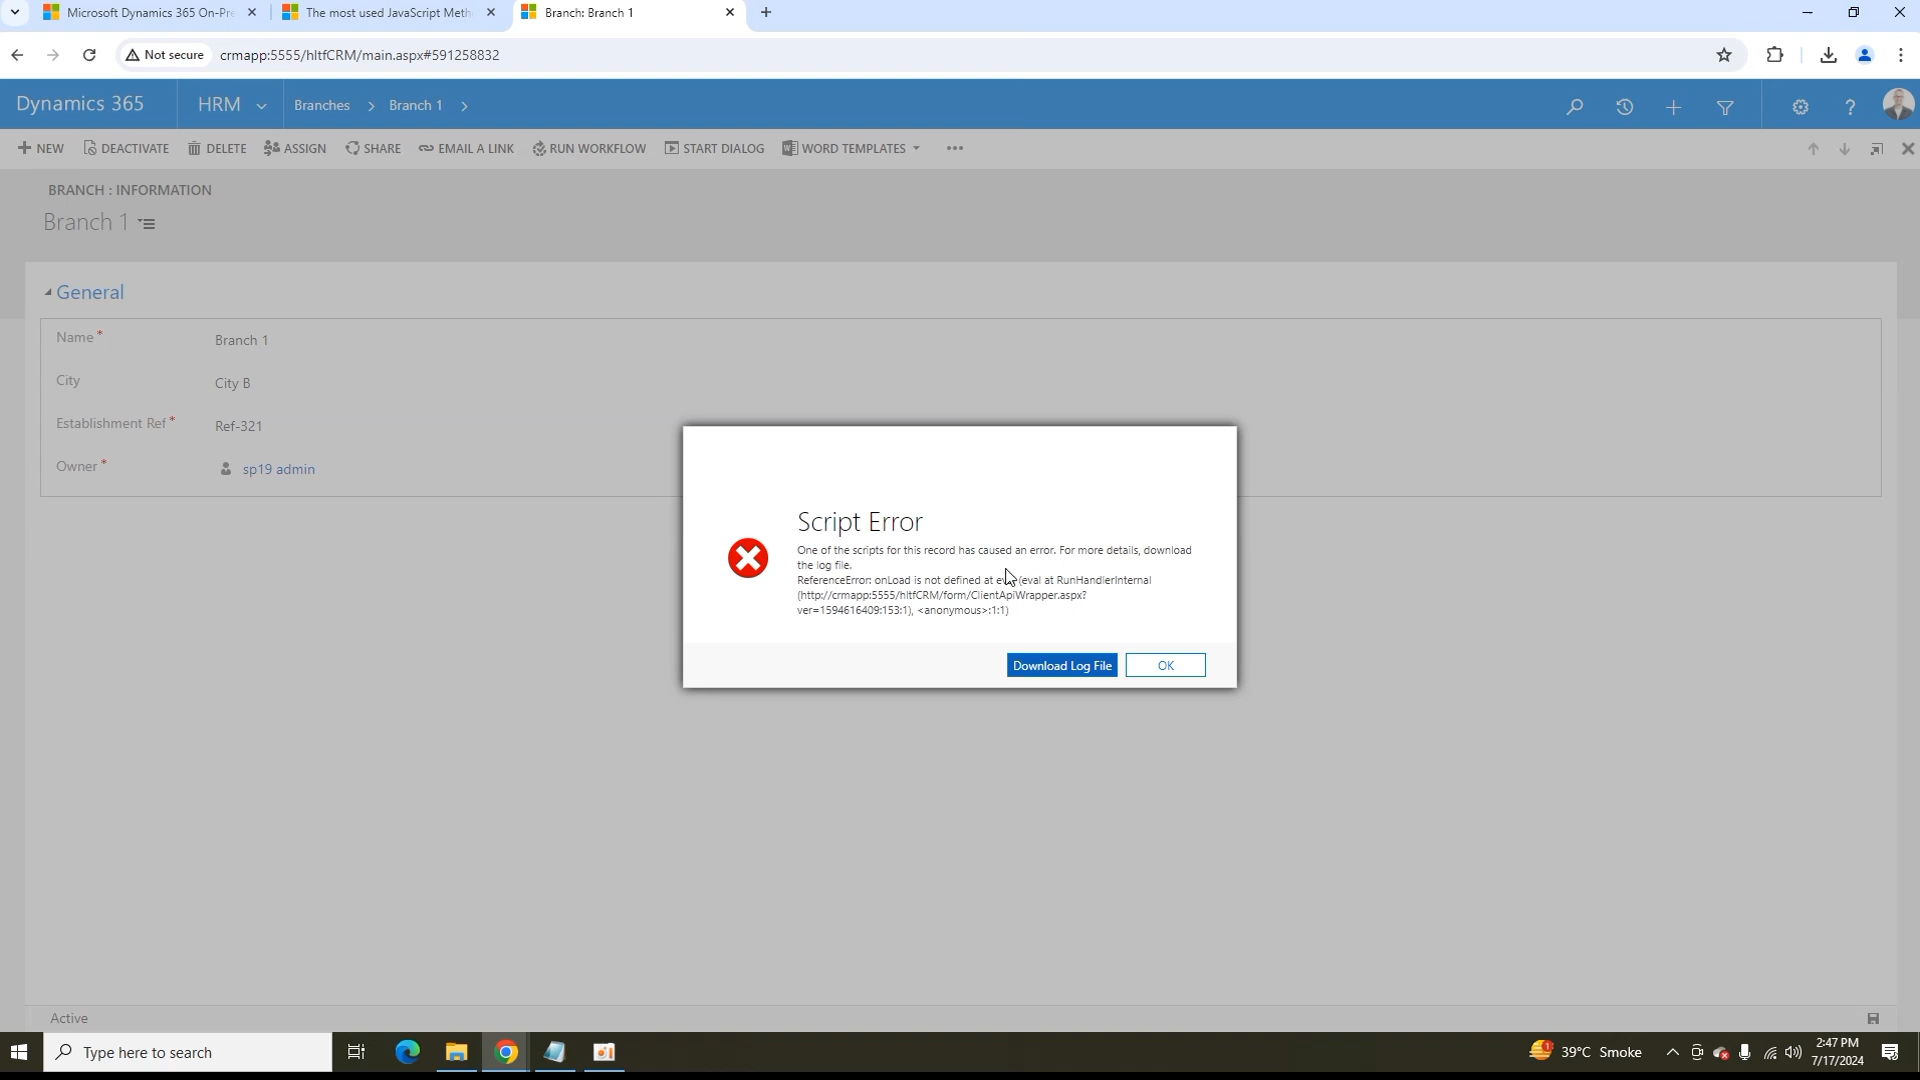 Microsoft Dynamics 365 On-Pre
The most used JavaScript Meth
Branch: Branch 1
Not secure
crmapp:5555/hltfCRM/main.aspx#591258832
Dynamics 365
HRM
Branches
Branch 1
NEW
DEACTIVATE
DELETE
ASSIGN
SHARE
EMAIL A LINK
RUN WORKFLOW
START DIALOG
WORD TEMPLATES
BRANCH : INFORMATION
Branch 1
General
Name*
Branch 1
City
City B
Establishment Ref*
Ref-321
Owner*
sp19 admin
Script Error
One of the scripts for this record has caused an error. For more details, download
the log file.
ReferenceError: onLoad is not defined at (eval at RunHandlerInternal
(http://crmapp:5555/hltfCRM/form/ClientApiWrapper.aspx?
ver=1594616409:153:1), <anonymous>:1:1)
Download Log File
OK
Active
Type here to search
1
39°C Smoke
2:47 PM
7/17/2024